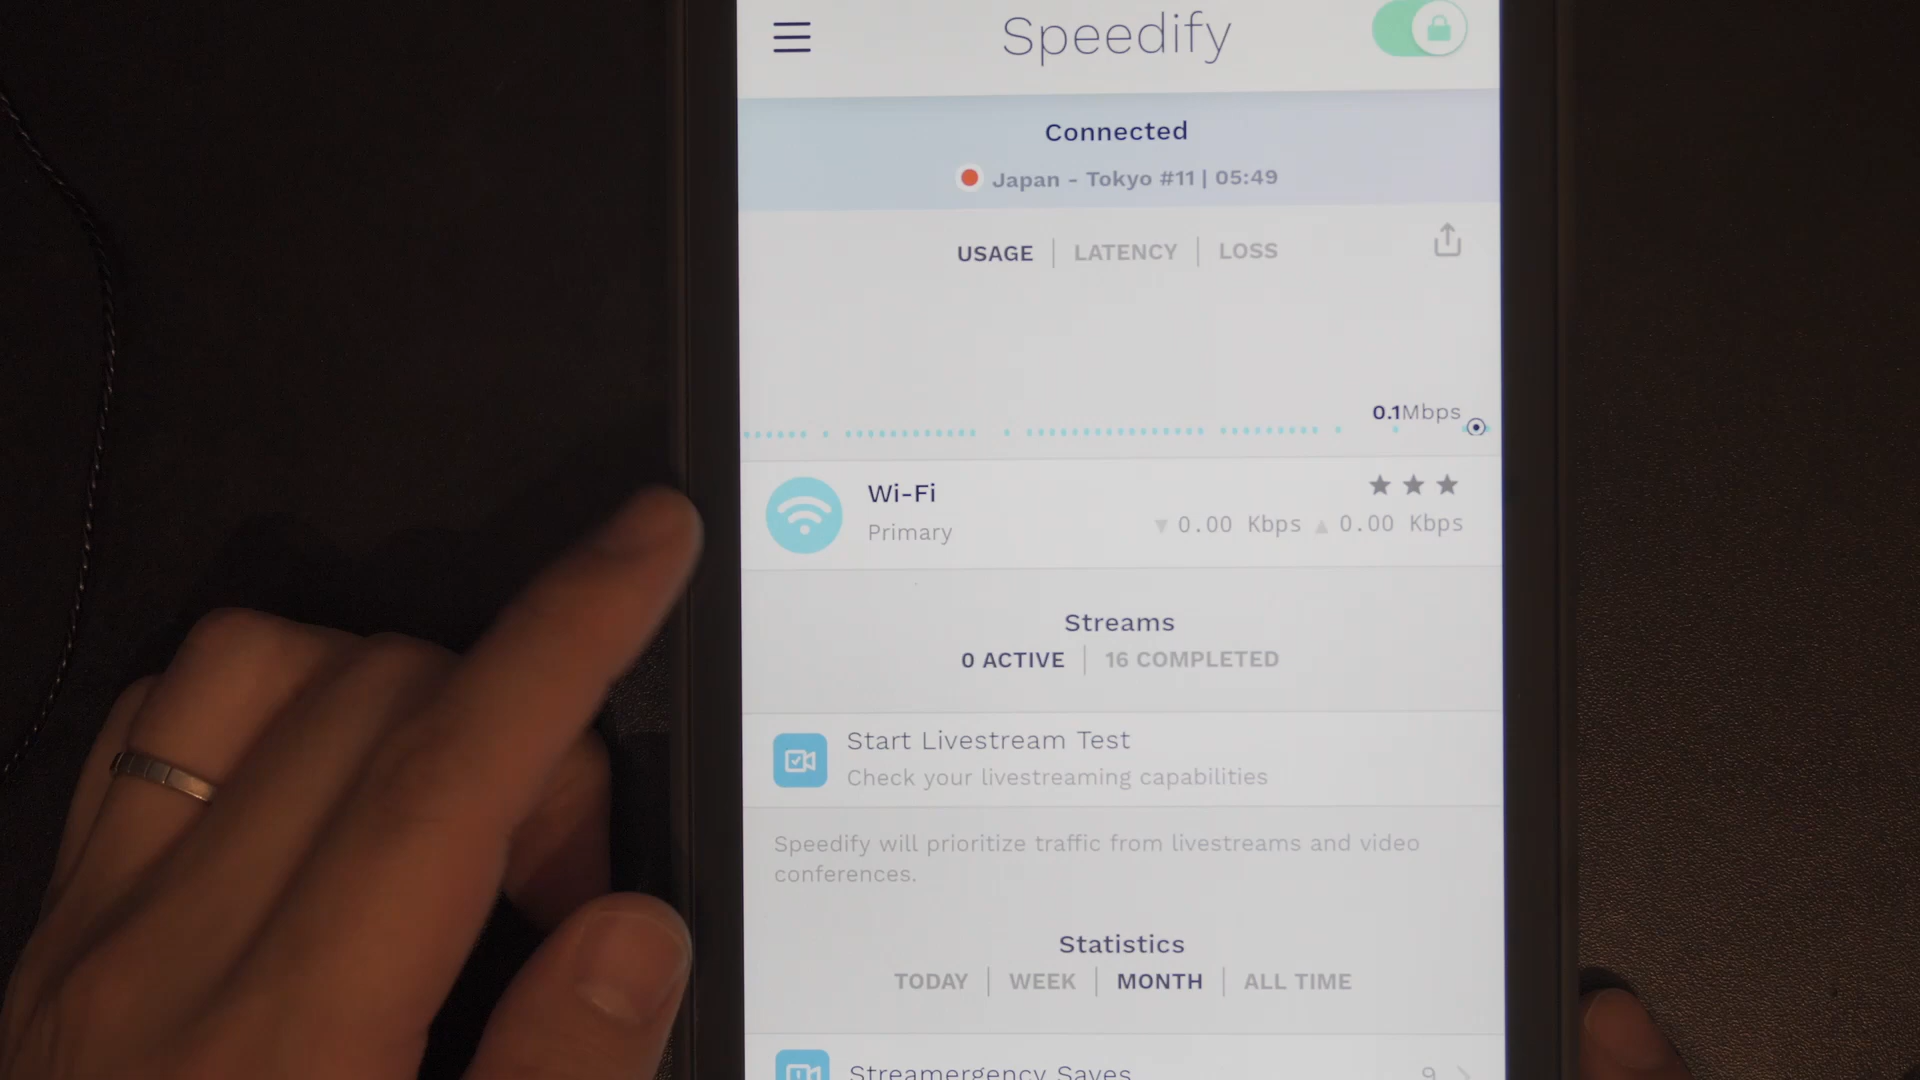 Speedify
Connected
Japan - Tokyo #11 | 05:49
USAGE | LATENCY | LOSS
0.1Mbps
Wi-Fi
Primary
▼ 0.00 Kbps ▲ 0.00 Kbps
Streams
0 ACTIVE | 16 COMPLETED
Start Livestream Test
Check your livestreaming capabilities
Speedify will prioritize traffic from livestreams and video
conferences.
Statistics
TODAY | WEEK | MONTH | ALL TIME
Streamergency Saves 9